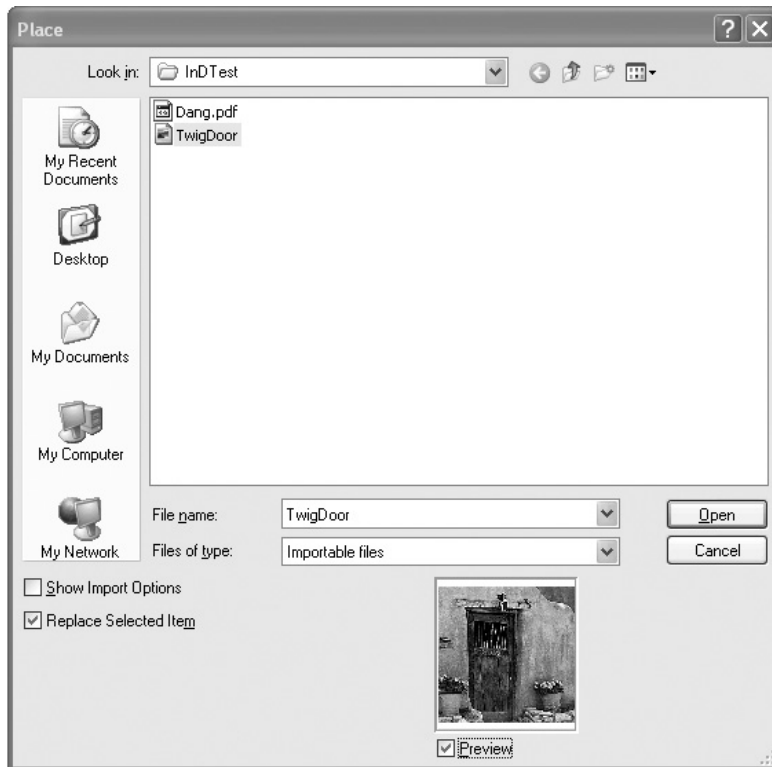 Place
Look in: InDTest
Dang.pdf
TwigDoor
My Recent
Documents
Desktop
My Documents
My Computer
My Network
File name: TwigDoor Open
Files of type: Importable files Cancel
Show Import Options
Replace Selected Item
Preview